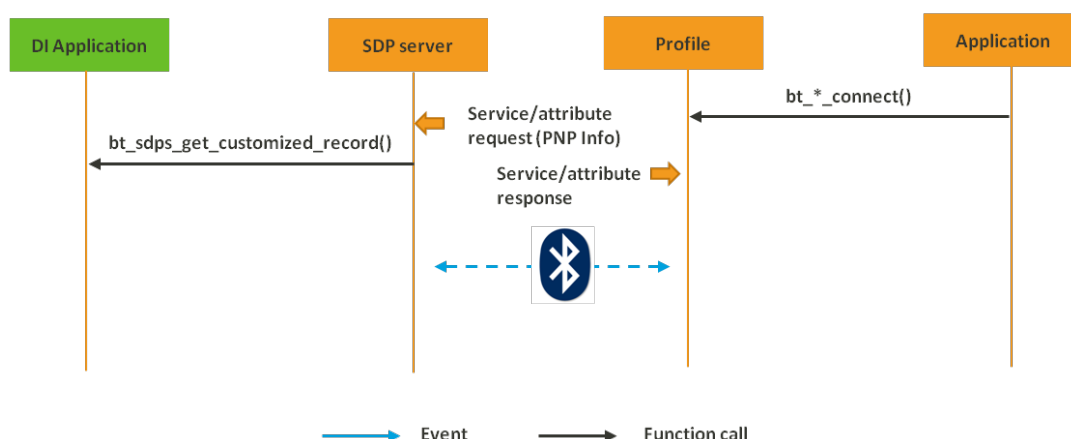 DI Application
SDP server
Profile
Application
bt_*_connect()
Service/attribute
request (PNP Info)
bt_sdps_get_customized_record()
Service/attribute
response
Event
Function call